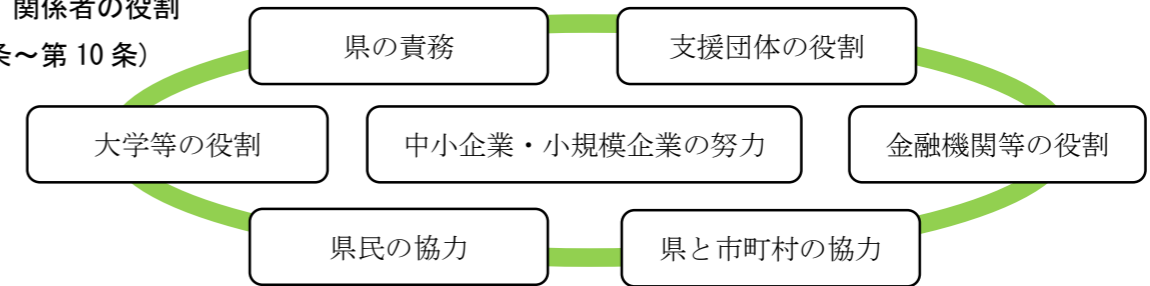 関係者の役割
条～第 10 条）
県の責務
支援団体の役割
大学等の役割
中小企業・小規模企業の努力
金融機関等の役割
県民の協力
県と市町村の協力